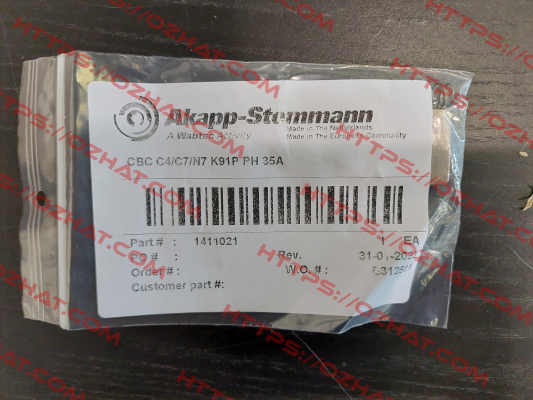 Akapp-Stemmann
A Wabtec Activity
Made in The Netherlands
Made in The European Community
CBC C4/C7/N7 K91P PH 35A
Part # : 1411021 1 EA
PO # : Rev.
Order # : W.O. # :
Customer part #:
HTTPS://OZHAT.COM